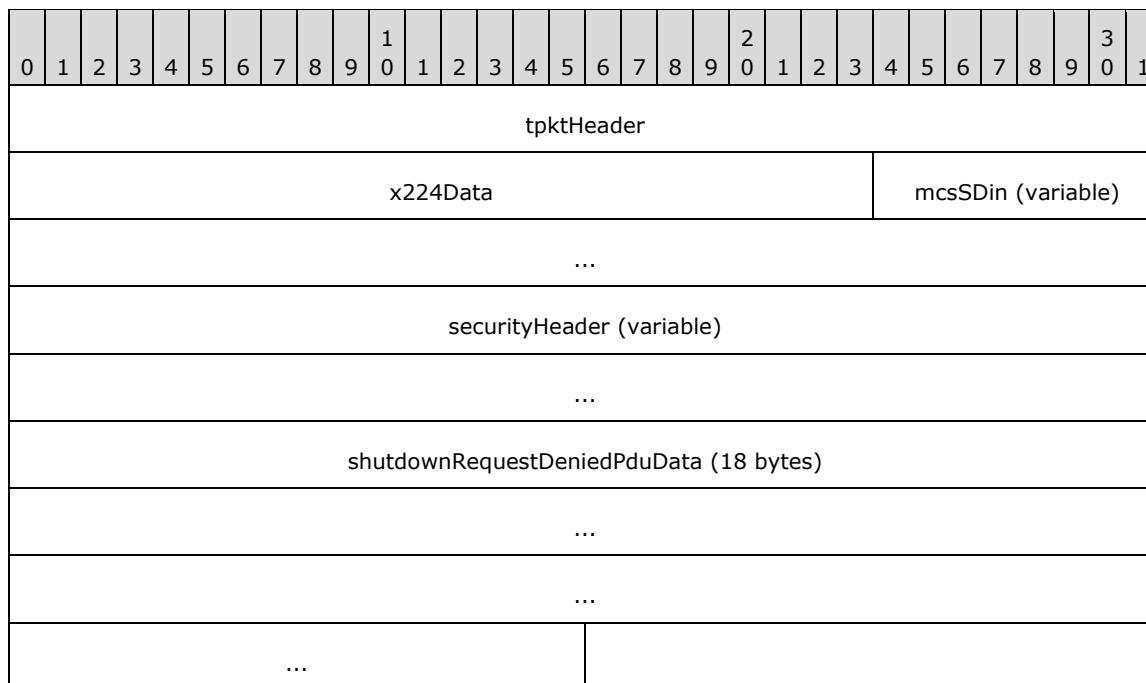 1 2 3
0 1 2 3 4 5 6 7 8 9 0 1 2 3 4 5 6 7 8 9 0 1 2 3 4 5 6 7 8 9 0 1
tpktHeader
x224Data mcsSDin (variable)
...
securityHeader (variable)
...
shutdownRequestDeniedPduData (18 bytes)
...
...
...